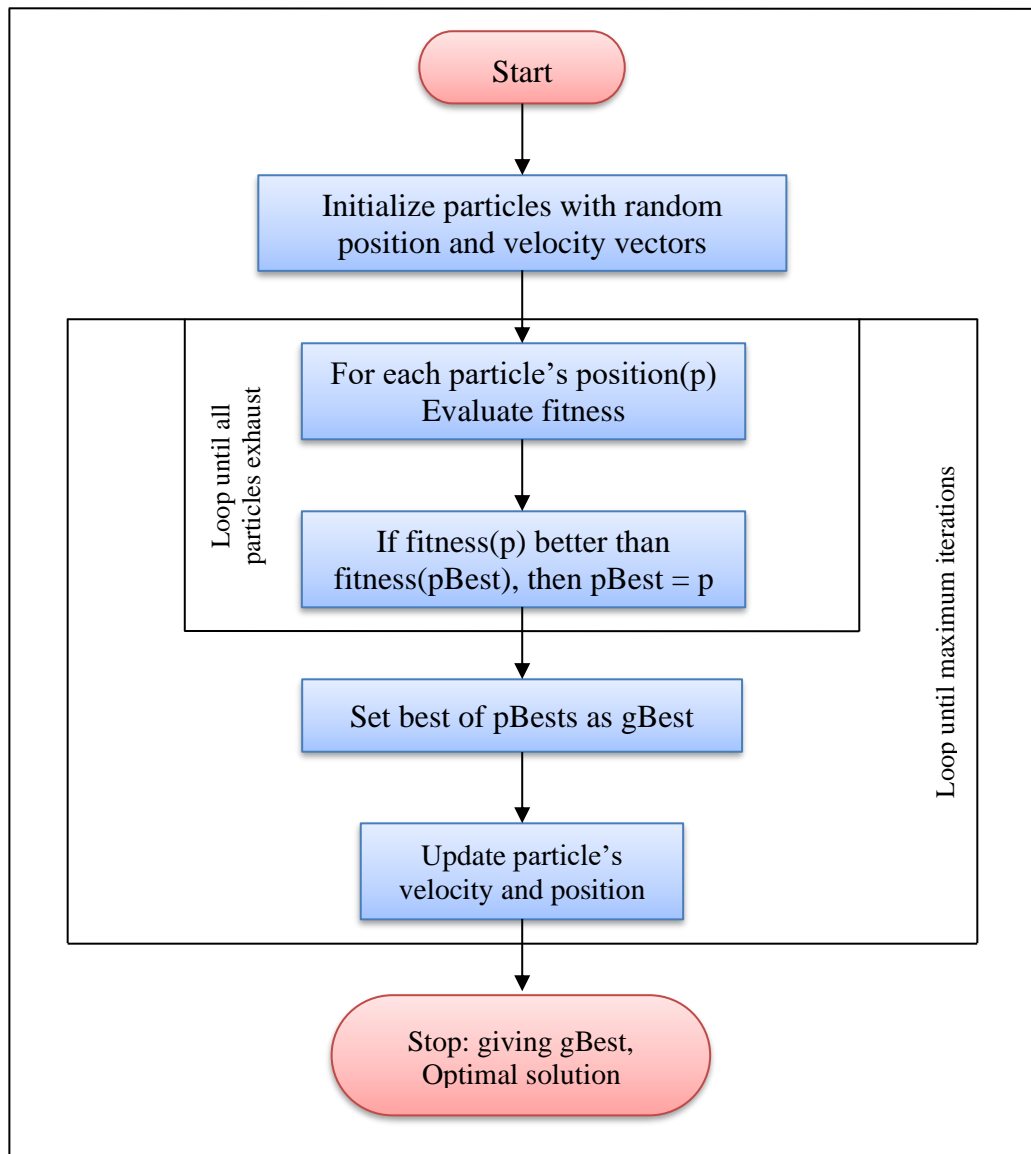 Start
Initialize particles with random
position and velocity vectors
For each particle’s position(p)
Evaluate fitness
Loop until all
particles exhaust
If fitness(p) better than
fitness(pBest), then pBest = p
Set best of pBests as gBest
Loop until maximum iterations
Update particle’s
velocity and position
Stop: giving gBest,
Optimal solution